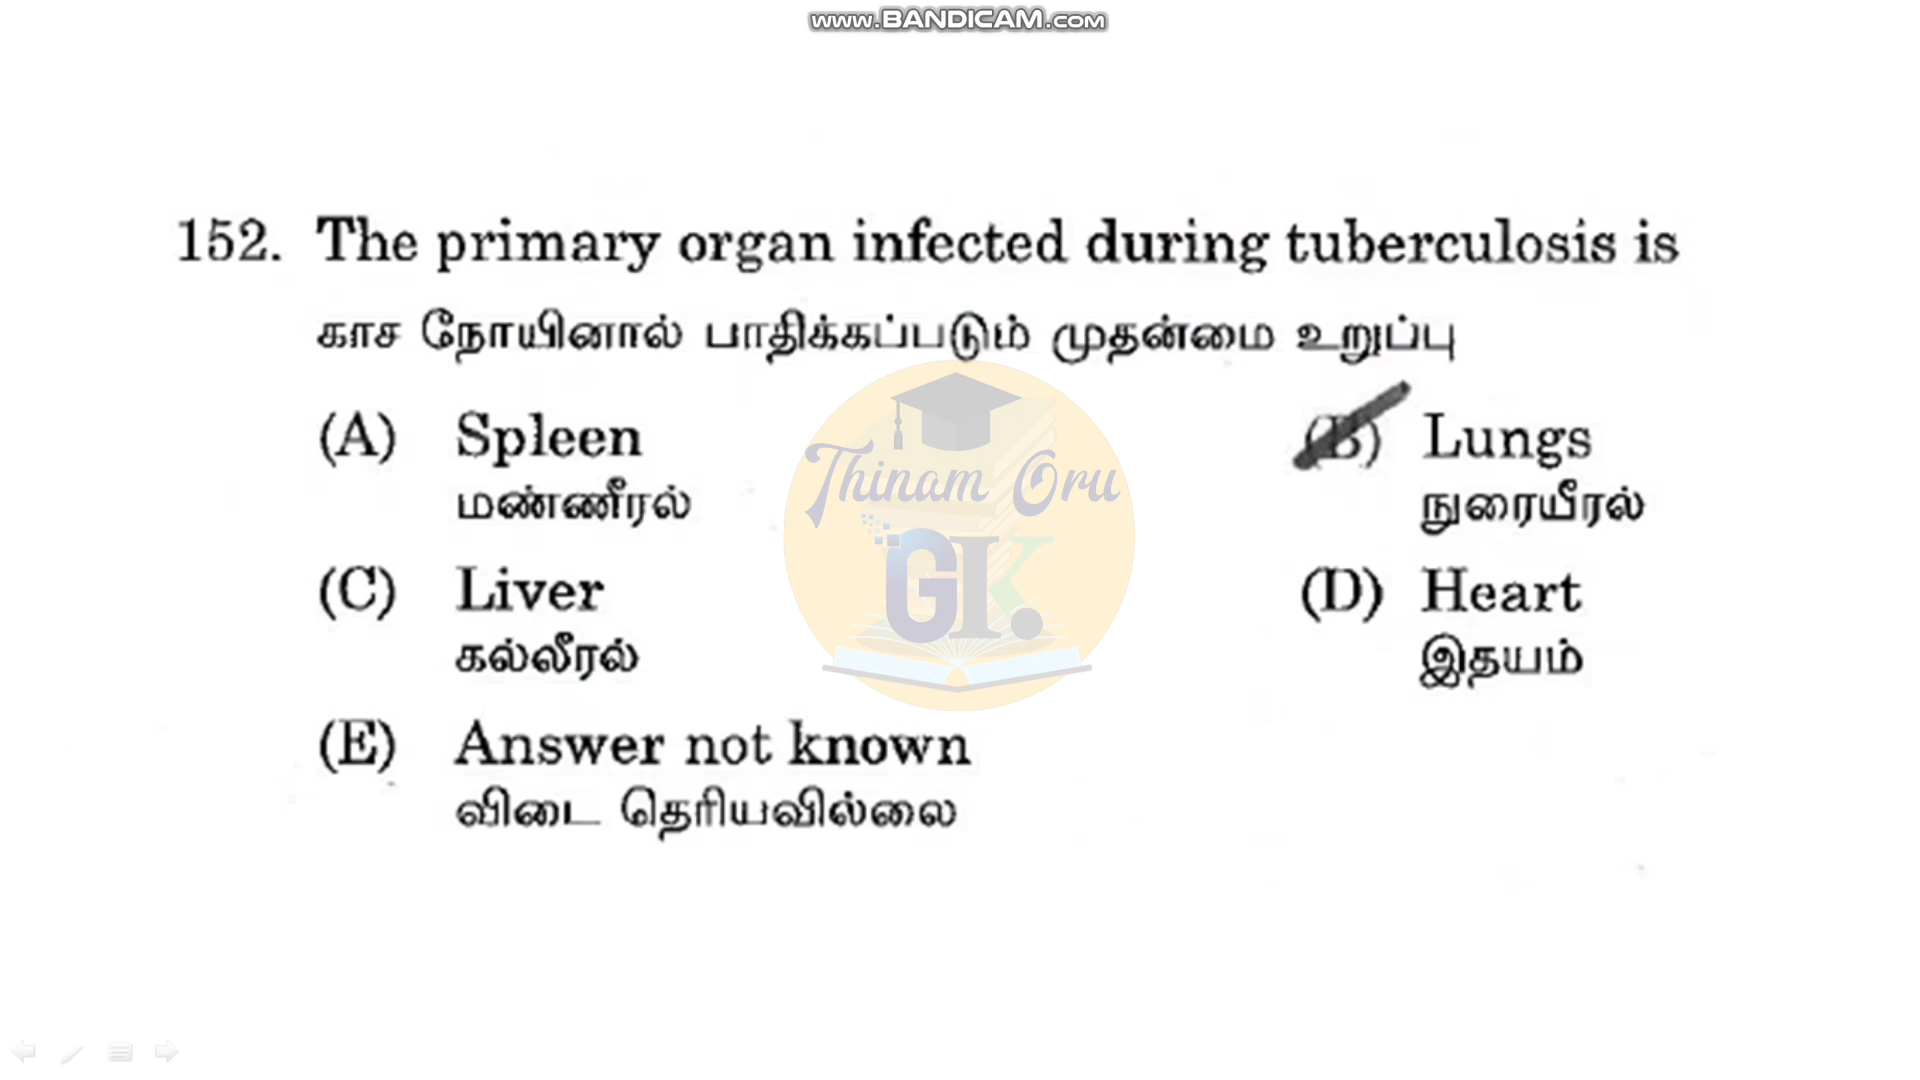 www.BANDICAM.com
152. The primary organ infected during tuberculosis is
காச நோயினால் பாதிக்கப்படும் முதன்மை உறுப்பு
(A) Spleen (B) Lungs
மண்ணீரல் நுரையீரல்
Thinam Oru
GK.
(C) Liver (D) Heart
கல்லீரல் இதயம்
(E) Answer not known
விடை தெரியவில்லை